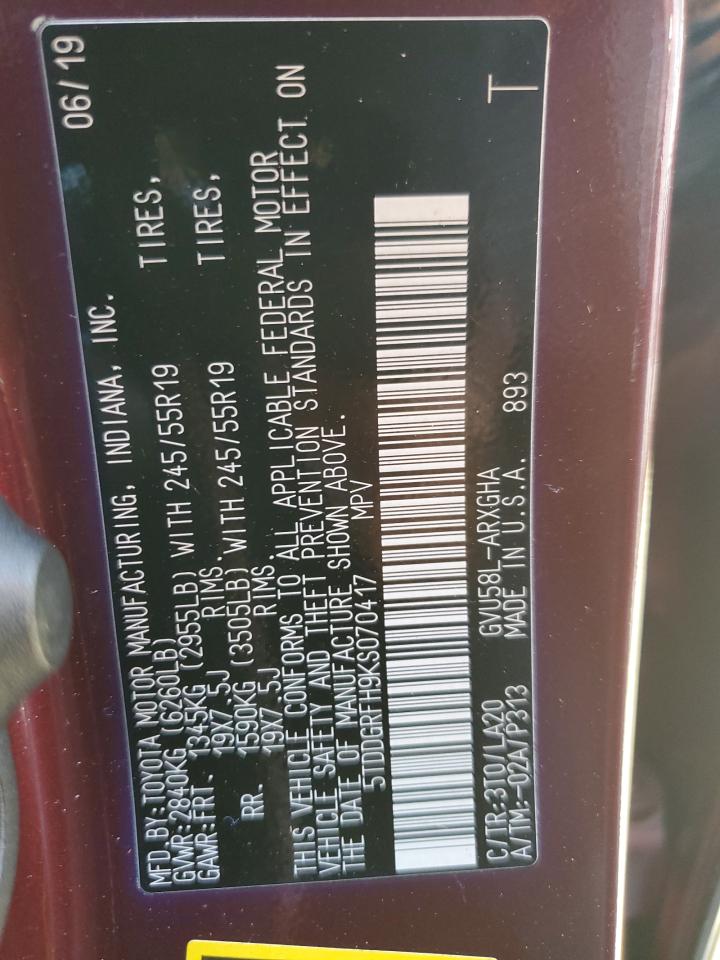 MFD.BY:TOYOTA MOTOR MANUFACTURING, INDIANA, INC. 06/19
GVWR:2840KG (6260LB)
GAWR:FRT. 1345KG (2955LB) WITH 245/55R19 TIRES,
19X7.5J RIMS.
RR. 1590KG (3505LB) WITH 245/55R19 TIRES,
19X7.5J RIMS.
THIS VEHICLE CONFORMS TO ALL APPLICABLE FEDERAL MOTOR
VEHICLE SAFETY AND THEFT PREVENTION STANDARDS IN EFFECT ON
THE DATE OF MANUFACTURE SHOWN ABOVE.
5TDDGRFH9KS070417 MPV
C/TR:3T0/LA20 GVU58L-ARXGHA
A/TM:-02A/P313 MADE IN U.S.A. 893 T